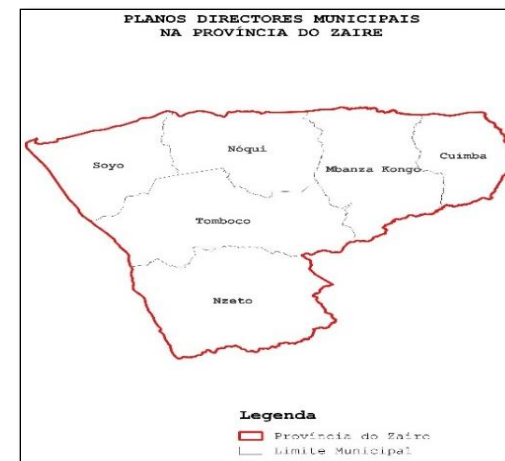 PLANOS DIRECTORES MUNICIPAIS
NA PROVÍNCIA DO ZAIRE
Soyo
Nóqui
Mbanza Kongo
Cuimba
Tomboco
Nzeto
Legenda
Província do Zaire
Limite Municipal